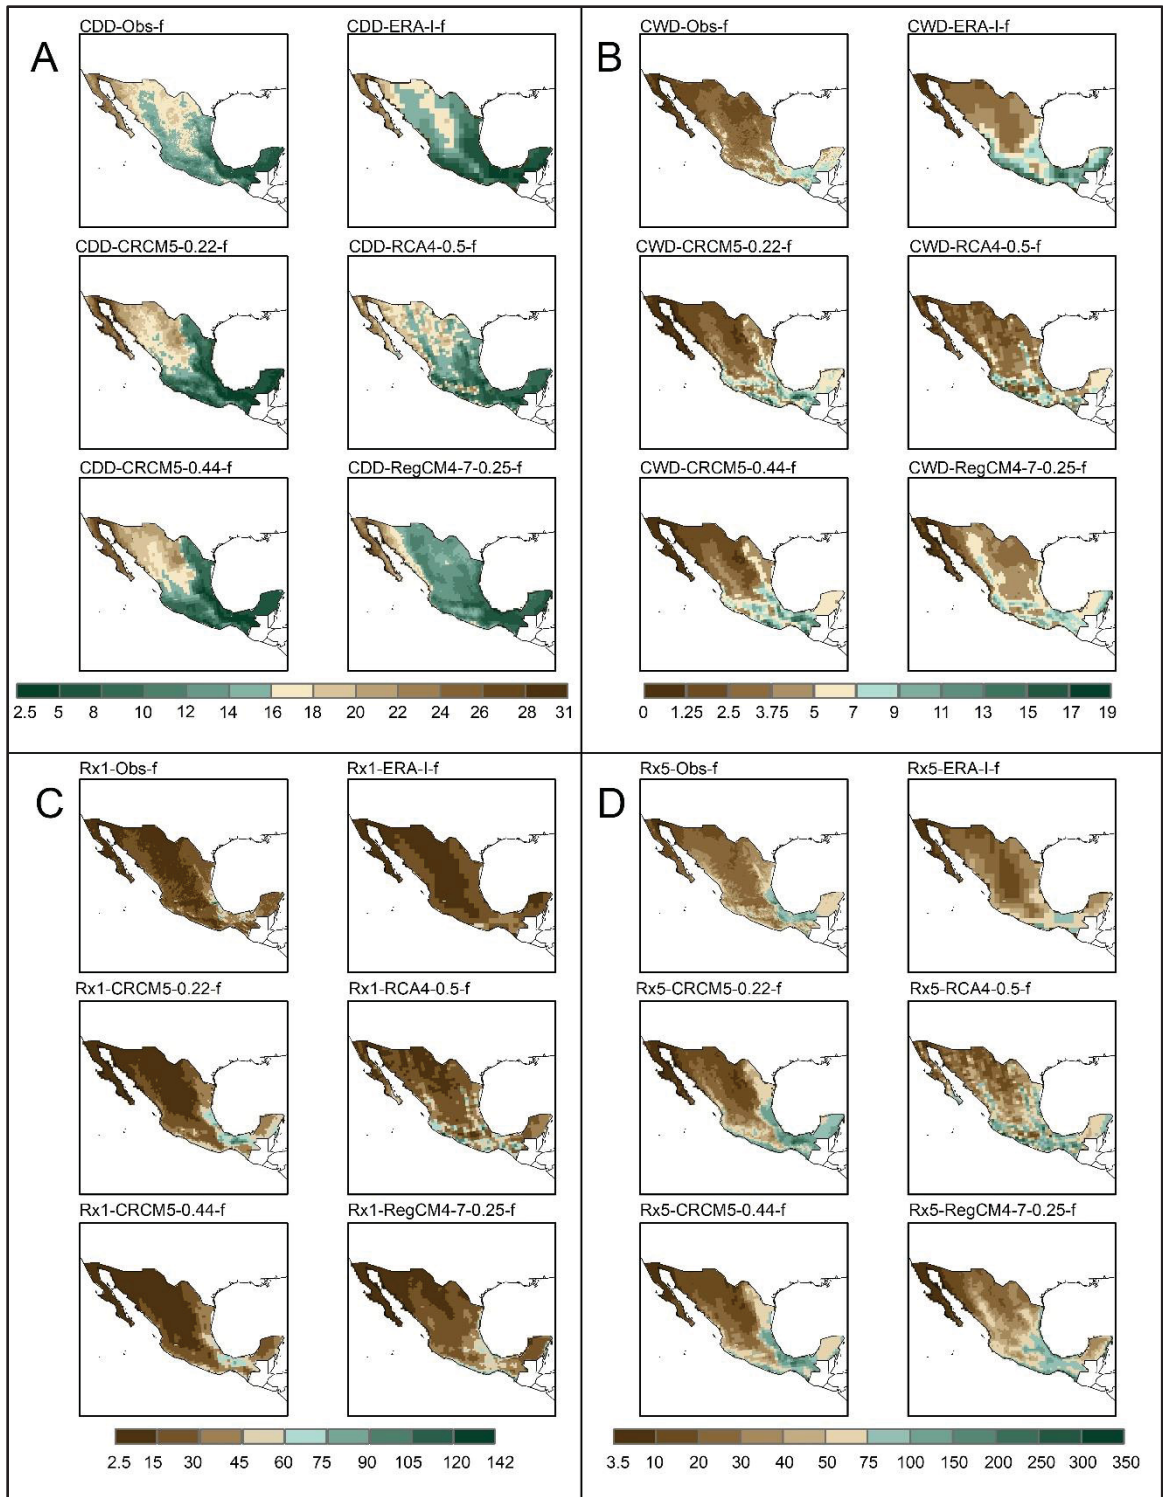 A
CDD-Obs-f
CDD-ERA-I-f
CDD-CRCM5-0.22-f
CDD-RCA4-0.5-f
CDD-CRCM5-0.44-f
CDD-RegCM4-7-0.25-f
2.5 5 8 10 12 14 16 18 20 22 24 26 28 31
B
CWD-Obs-f
CWD-ERA-I-f
CWD-CRCM5-0.22-f
CWD-RCA4-0.5-f
CWD-CRCM5-0.44-f
CWD-RegCM4-7-0.25-f
0 1.25 2.5 3.75 5 7 9 11 13 15 17 19
C
Rx1-Obs-f
Rx1-ERA-I-f
Rx1-CRCM5-0.22-f
Rx1-RCA4-0.5-f
Rx1-CRCM5-0.44-f
Rx1-RegCM4-7-0.25-f
2.5 15 30 45 60 75 90 105 120 142
D
Rx5-Obs-f
Rx5-ERA-I-f
Rx5-CRCM5-0.22-f
Rx5-RCA4-0.5-f
Rx5-CRCM5-0.44-f
Rx5-RegCM4-7-0.25-f
3.5 10 20 30 40 50 75 100 150 200 250 300 350